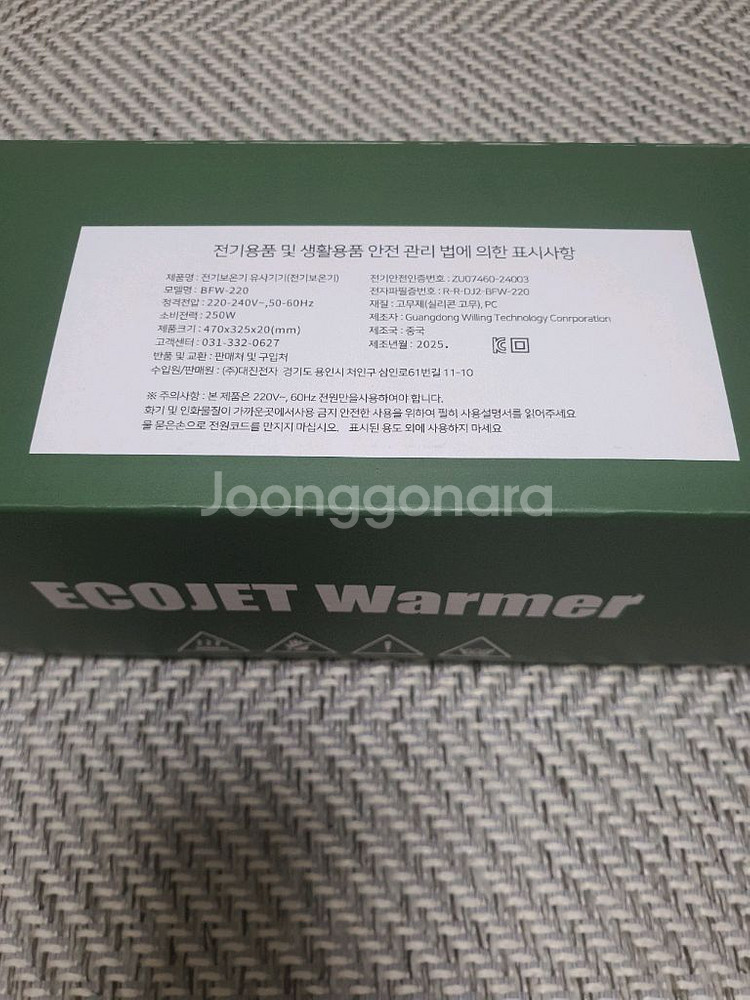 전기용품 및 생활용품 안전 관리 법에 의한 표시사항
제품명 : 전기보온기 유사기기(전기보온기)
모델명 : BFW-220
정격전압 : 220-240V~,50-60Hz
소비전력 : 250W
제품크기 : 470x325x20(mm)
고객센터 : 031-332-0627
반품 및 교환 : 판매처 및 구입처
수입원/판매원 : (주)대진전자 경기도 용인시 처인구 삼인로61번길 11-10
전기안전인증번호 : ZU07460-24003
전자파필증번호 : R-R-DJ2-BFW-220
재질 : 고무제(실리콘 고무), PC
제조자 : Guangdong Willing Technology Conrporation
제조국 : 중국
제조년월 : 2025.
※ 주의사항 : 본 제품은 220V~, 60Hz 전원만을사용하여야 합니다.
화기 및 인화물질이 가까운곳에서사용 금지 안전한 사용을 위하여 필히 사용설명서를 읽어주세요
물 묻은손으로 전원코드를 만지지 마십시오. 표시된 용도 외에 사용하지 마세요
Joonggonara
ECOJET Warmer